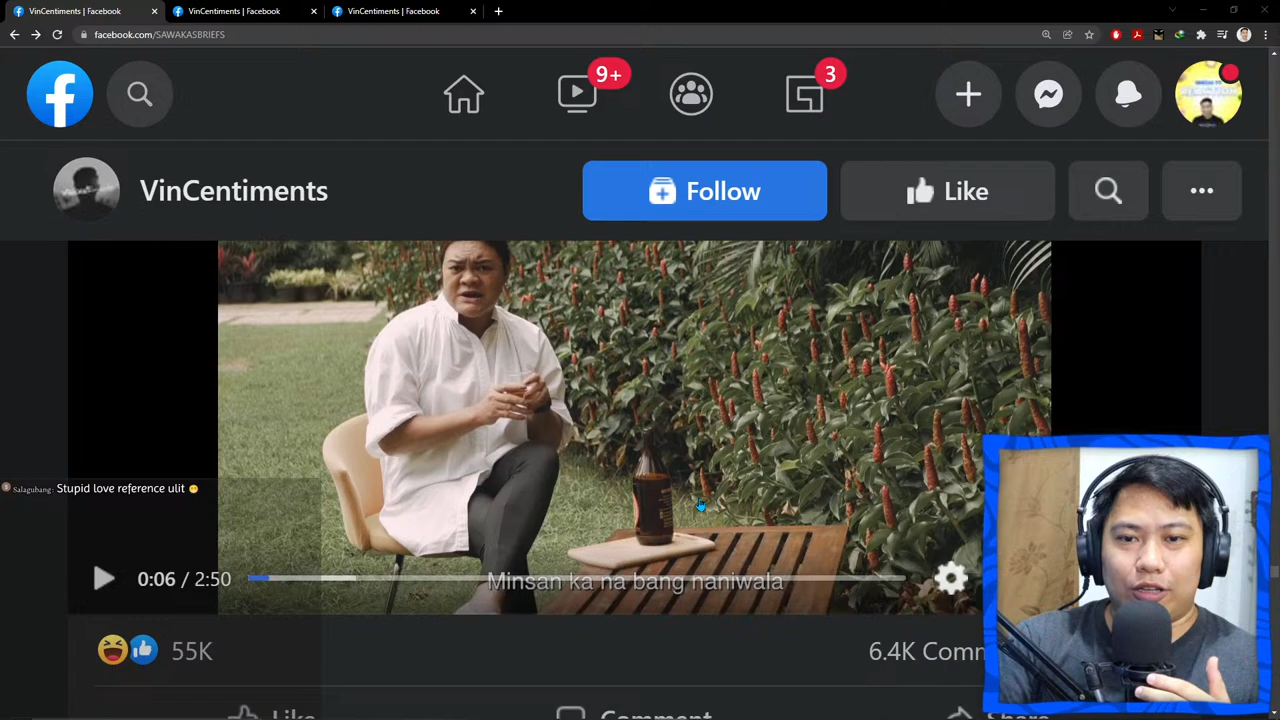 VinCentiments | Facebook
VinCentiments | Facebook
VinCentiments | Facebook
facebook.com/SAWAKASBRIEFS
9+
3
VinCentiments
Follow
Like
Salagubang: Stupid love reference ulit
0:06 / 2:50
Minsan ka na bang naniwala
55K
6.4K Comm
Like
Comment
Share